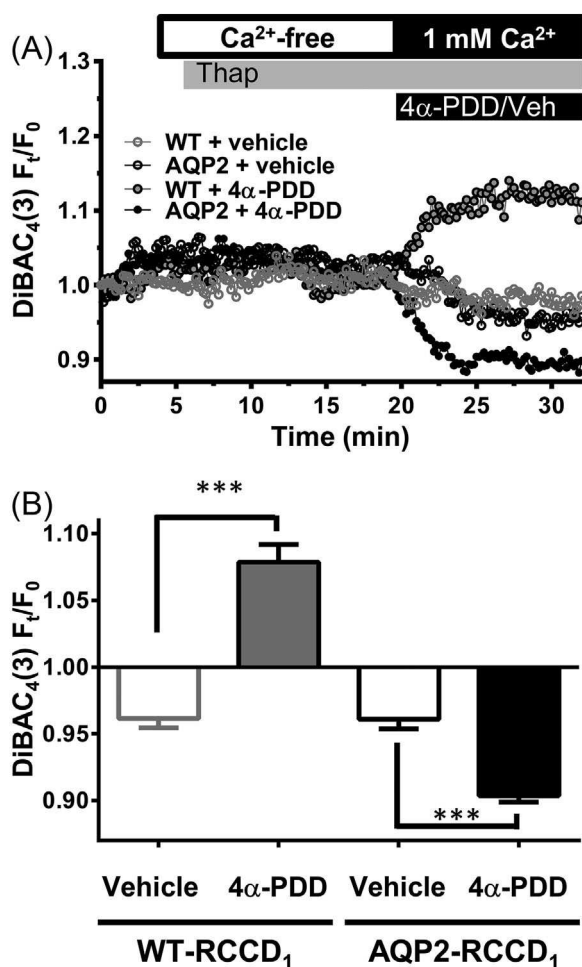 (A)
Ca²⁺-free 1 mM Ca²⁺
Thap
4α-PDD/Veh
WT + vehicle
AQP2 + vehicle
WT + 4α-PDD
AQP2 + 4α-PDD
DiBAC₄(3) Fₜ/F₀
1.3
1.2
1.1
1.0
0.9
0 5 10 15 20 25 30
Time (min)
(B)
***
DiBAC₄(3) Fₜ/F₀
1.10
1.05
1.00
0.95
0.90
***
Vehicle 4α-PDD Vehicle 4α-PDD
WT-RCCD₁ AQP2-RCCD₁